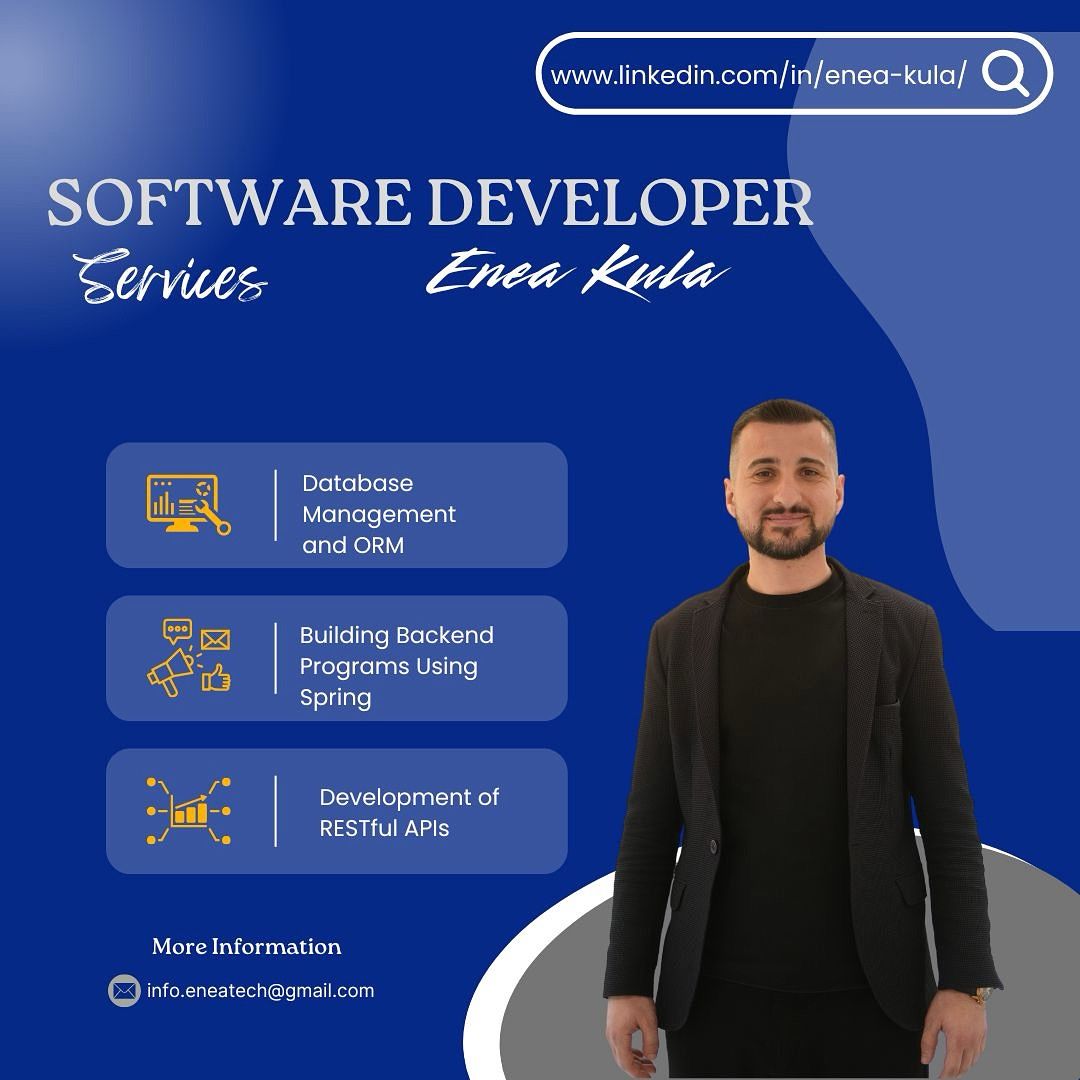 www.linkedin.com/in/enea-kula/
SOFTWARE DEVELOPER
Services
Enea Kula
Database
Management
and ORM
Building Backend
Programs Using
Spring
Development of
RESTful APIs
More Information
info.eneatech@gmail.com